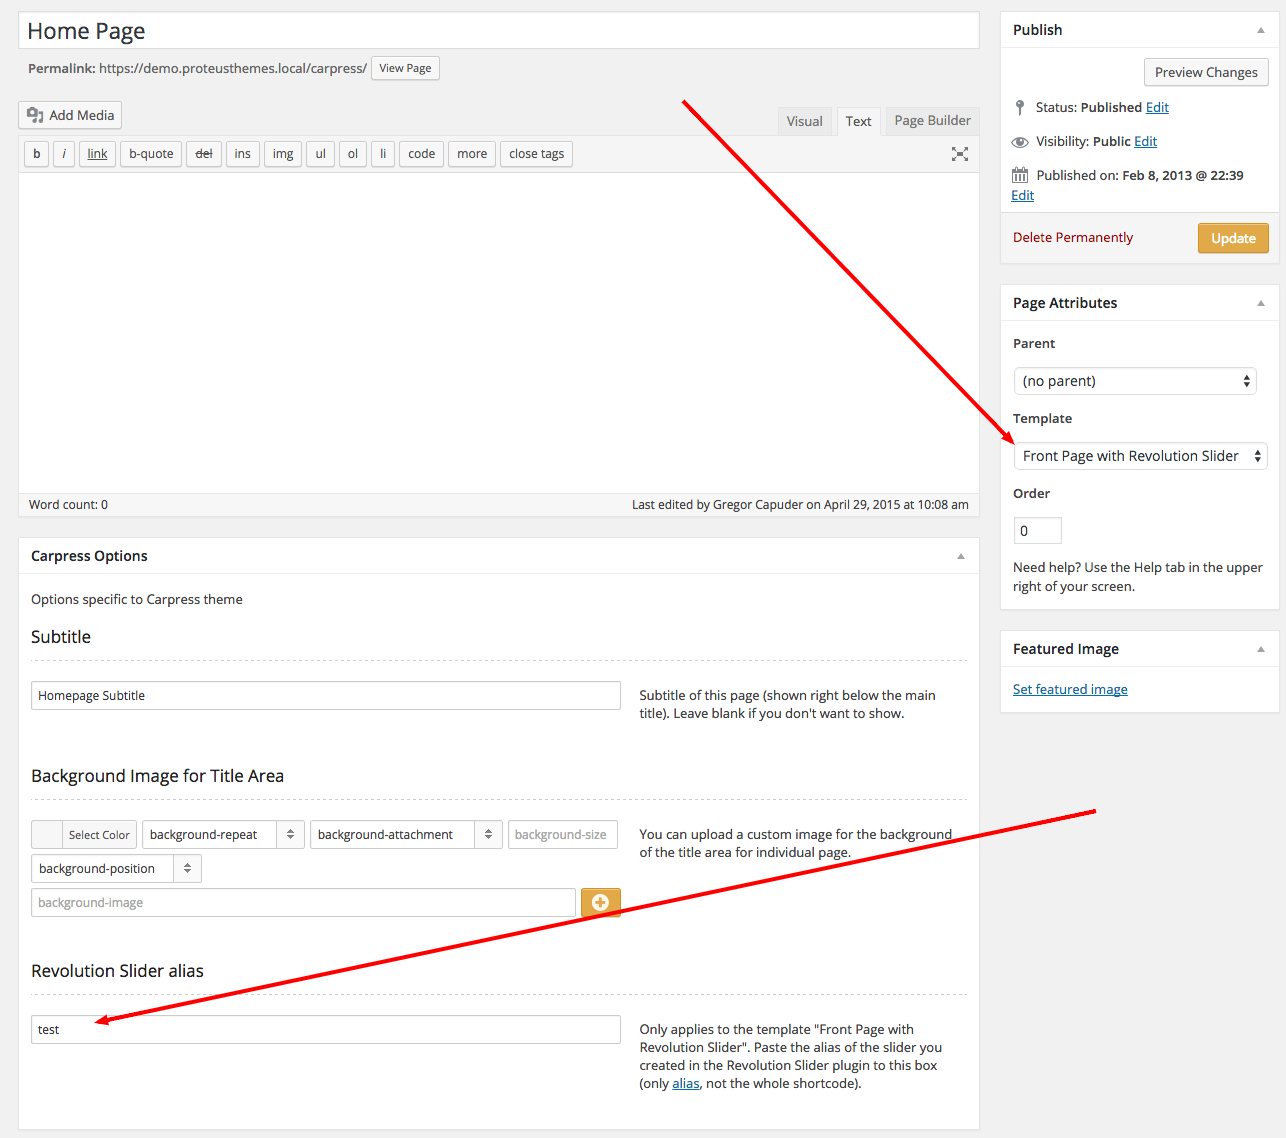 Home Page
Permalink: https://demo.proteusthemes.local/carpress/ View Page
Add Media
Visual Text Page Builder
b i link b-quote del ins img ul ol li code more close tags
Word count: 0 Last edited by Gregor Capuder on April 29, 2015 at 10:08 am
Carpress Options
Options specific to Carpress theme
Subtitle
Homepage Subtitle
Subtitle of this page (shown right below the main
title). Leave blank if you don't want to show.
Background Image for Title Area
Select Color background-repeat background-attachment background-size
background-position
background-image
You can upload a custom image for the background
of the title area for individual page.
Revolution Slider alias
test
Only applies to the template "Front Page with
Revolution Slider". Paste the alias of the slider you
created in the Revolution Slider plugin to this box
(only alias, not the whole shortcode).
Publish
Preview Changes
Status: Published Edit
Visibility: Public Edit
Published on: Feb 8, 2013 @ 22:39
Edit
Delete Permanently Update
Page Attributes
Parent
(no parent)
Template
Front Page with Revolution Slider
Order
0
Need help? Use the Help tab in the upper
right of your screen.
Featured Image
Set featured image